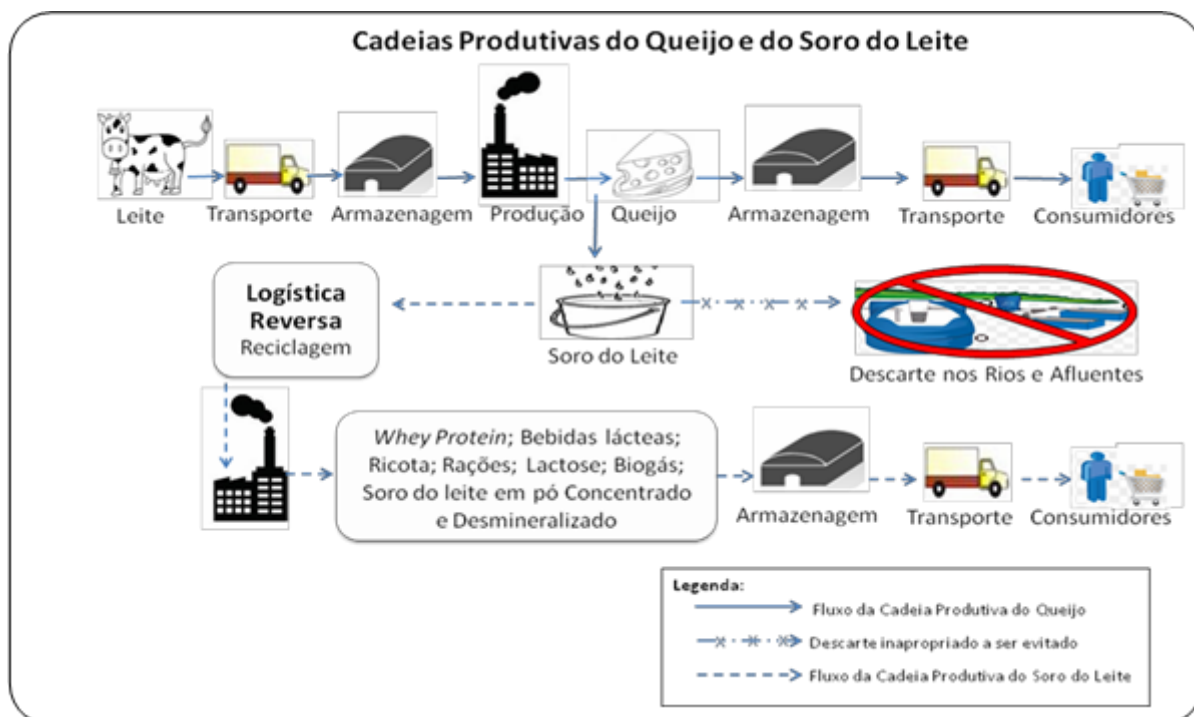 Cadeias Produtivas do Queijo e do Soro do Leite
Leite
Transporte
Armazenagem
Produção
Queijo
Armazenagem
Transporte
Consumidores
Logística
Reversa
Reciclagem
Soro do Leite
Descarte nos Rios e Afluentes
Whey Protein; Bebidas lácteas;
Ricota; Rações; Lactose; Biogás;
Soro do leite em pó Concentrado
e Desmineralizado
Armazenagem
Transporte
Consumidores
Legenda:
Fluxo da Cadeia Produtiva do Queijo
Descarte inapropriado a ser evitado
Fluxo da Cadeia Produtiva do Soro do Leite